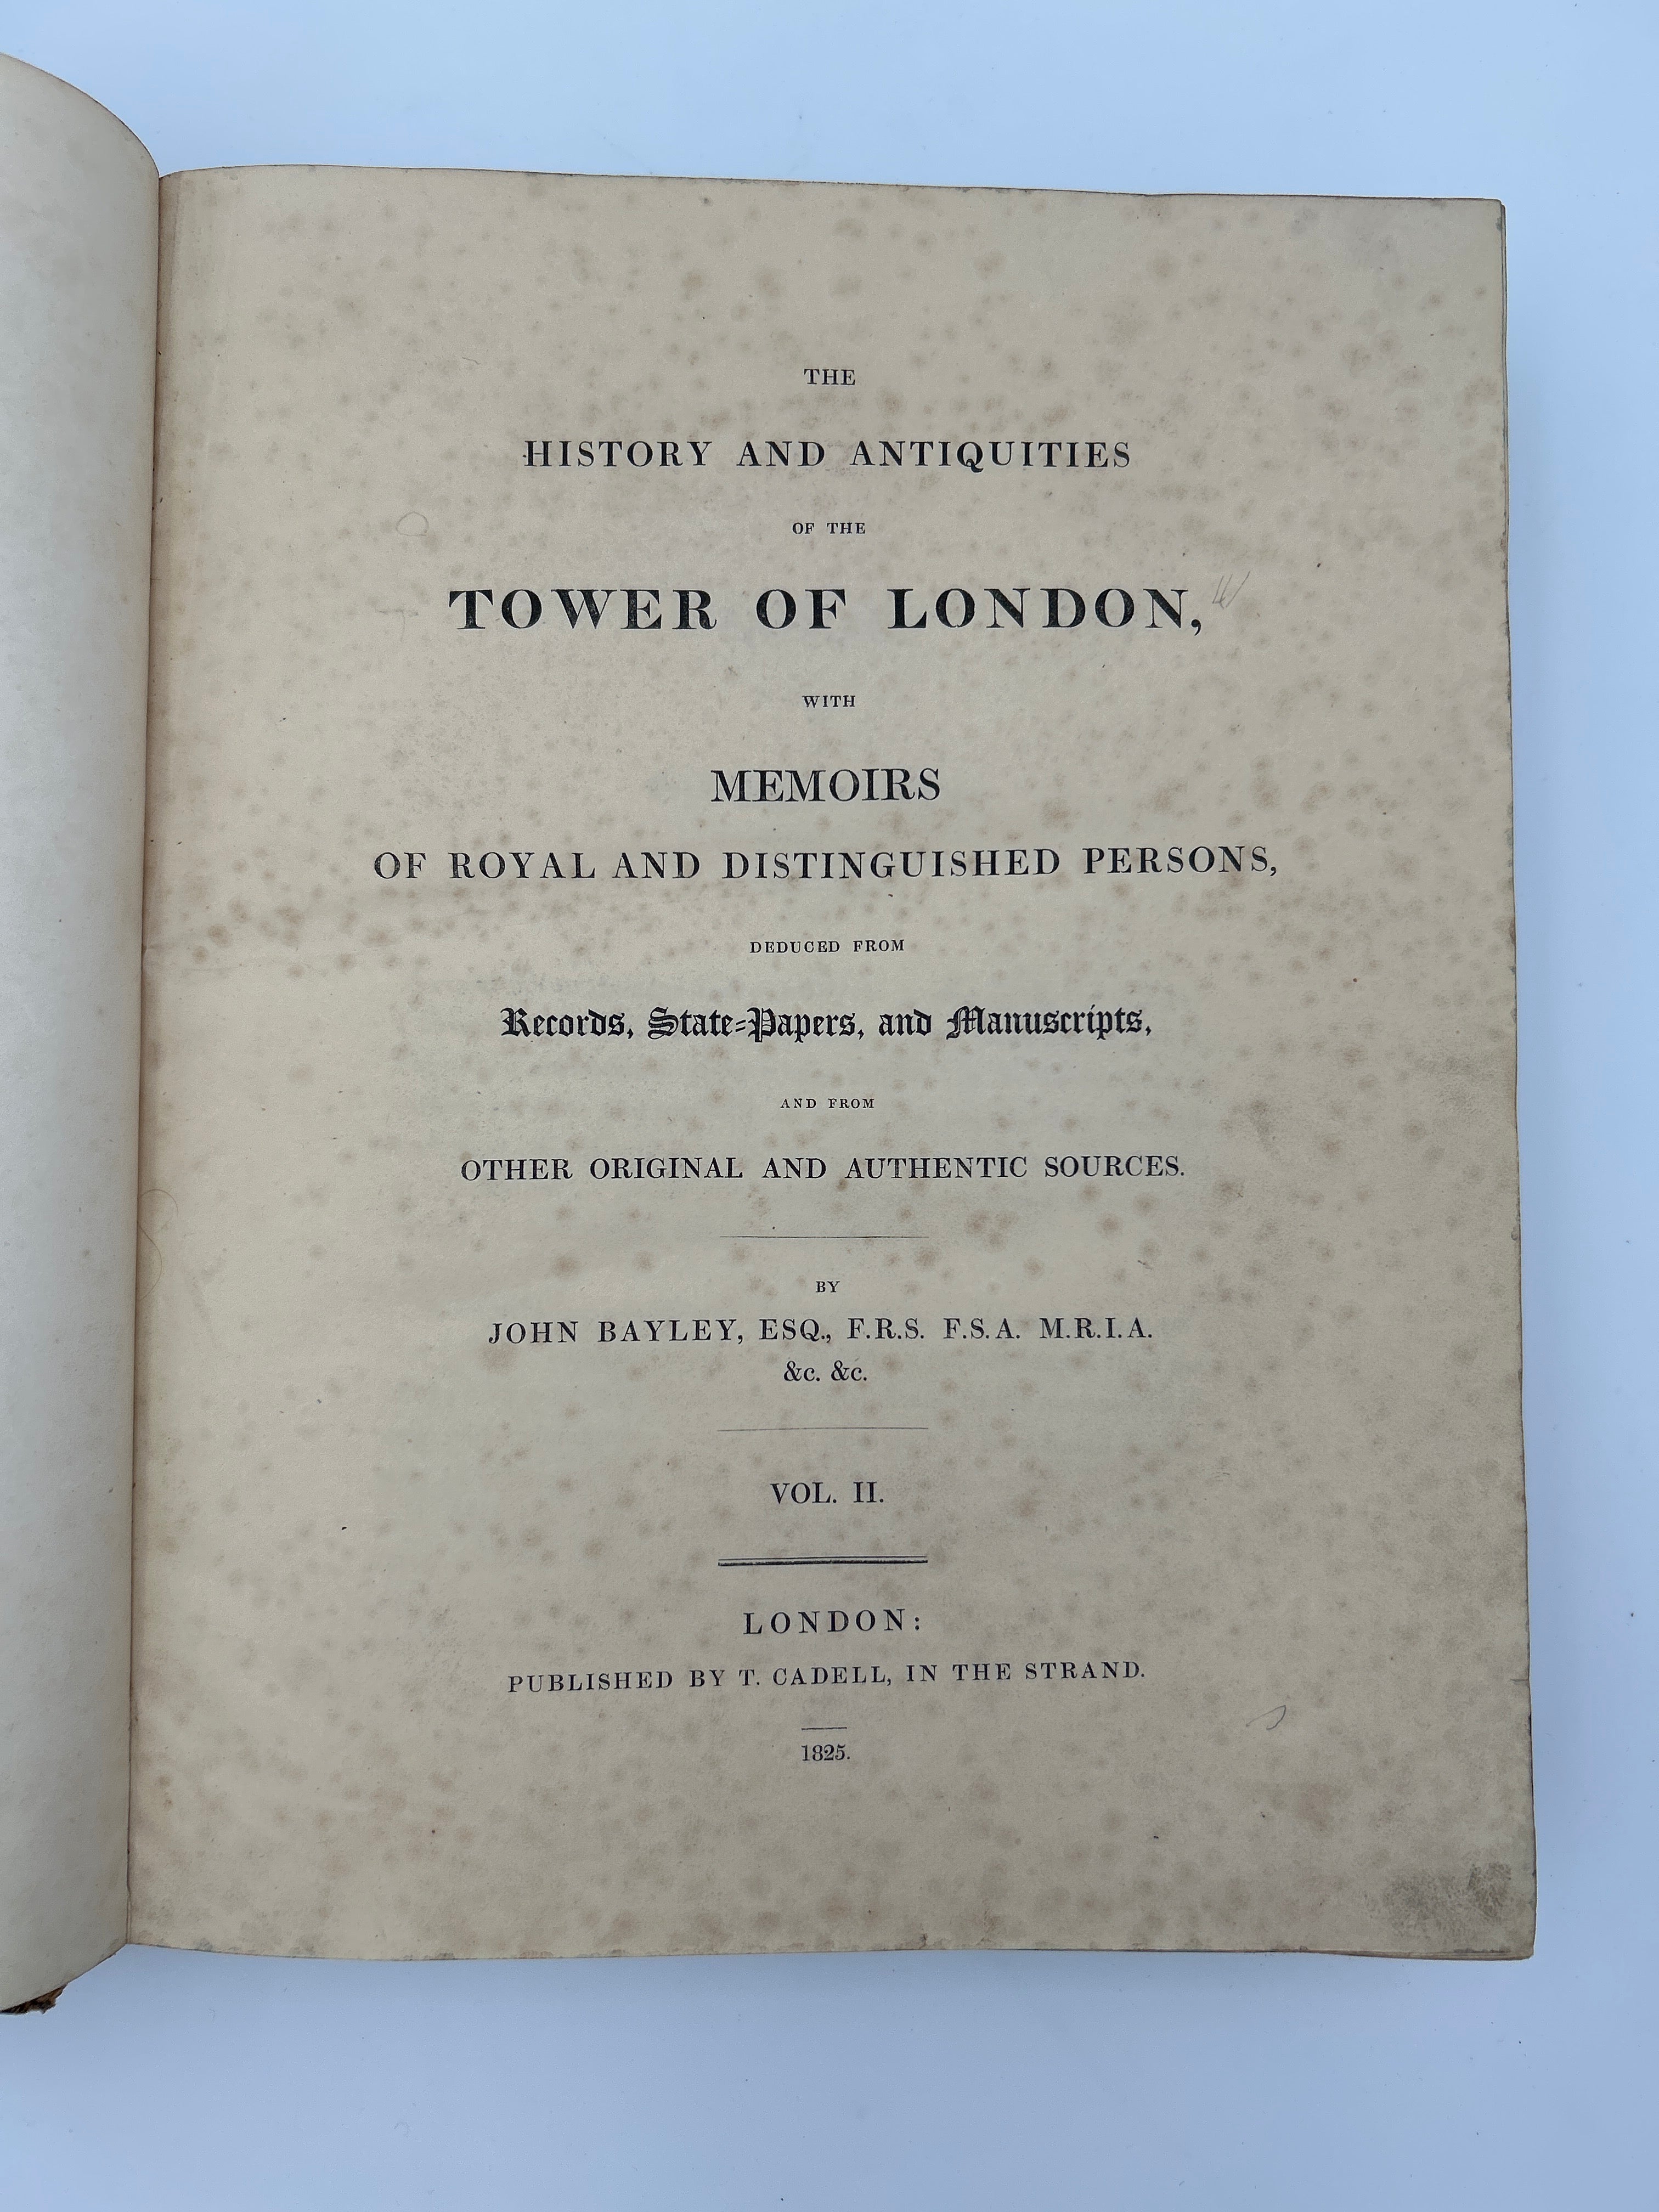 THE
HISTORY AND ANTIQUITIES
OF THE
TOWER OF LONDON,
WITH
MEMOIRS
OF ROYAL AND DISTINGUISHED PERSONS,
DEDUCED FROM
Records, State-Papers, and Manuscripts,
AND FROM
OTHER ORIGINAL AND AUTHENTIC SOURCES.
BY
JOHN BAYLEY, ESQ., F.R.S. F.S.A. M.R.I.A.
&c. &c.
VOL. II.
LONDON:
PUBLISHED BY T. CADELL, IN THE STRAND.
1825.